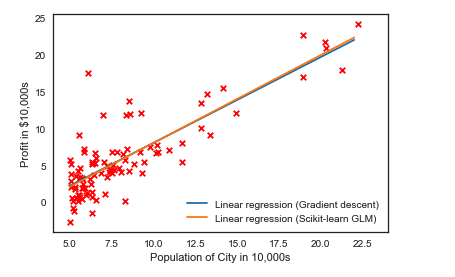 25
20
15
10
5
0
Profit in $10,000s
Linear regression (Gradient descent)
Linear regression (Scikit-learn GLM)
5.0 7.5 10.0 12.5 15.0 17.5 20.0 22.5
Population of City in 10,000s